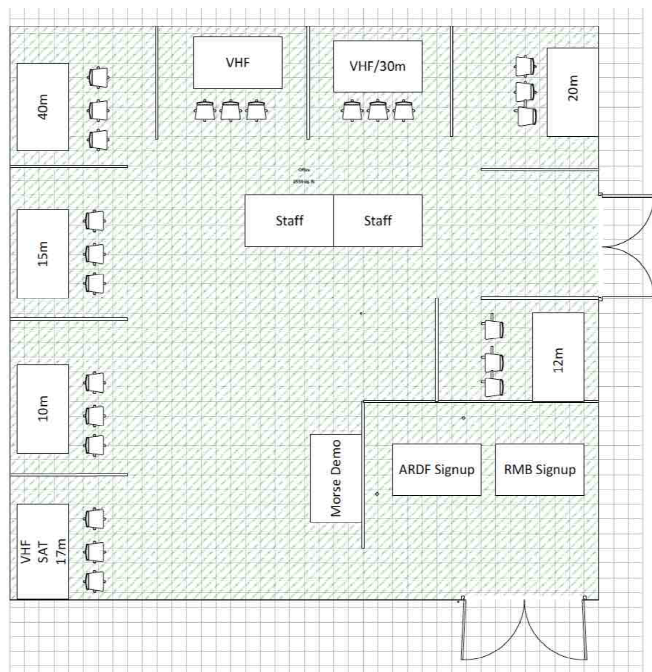 VHF
VHF/30m
40m
20m
Office
Staff
Staff
15m
12m
10m
Morse Demo
ARDF Signup
RMB Signup
VHF
SAT
17m